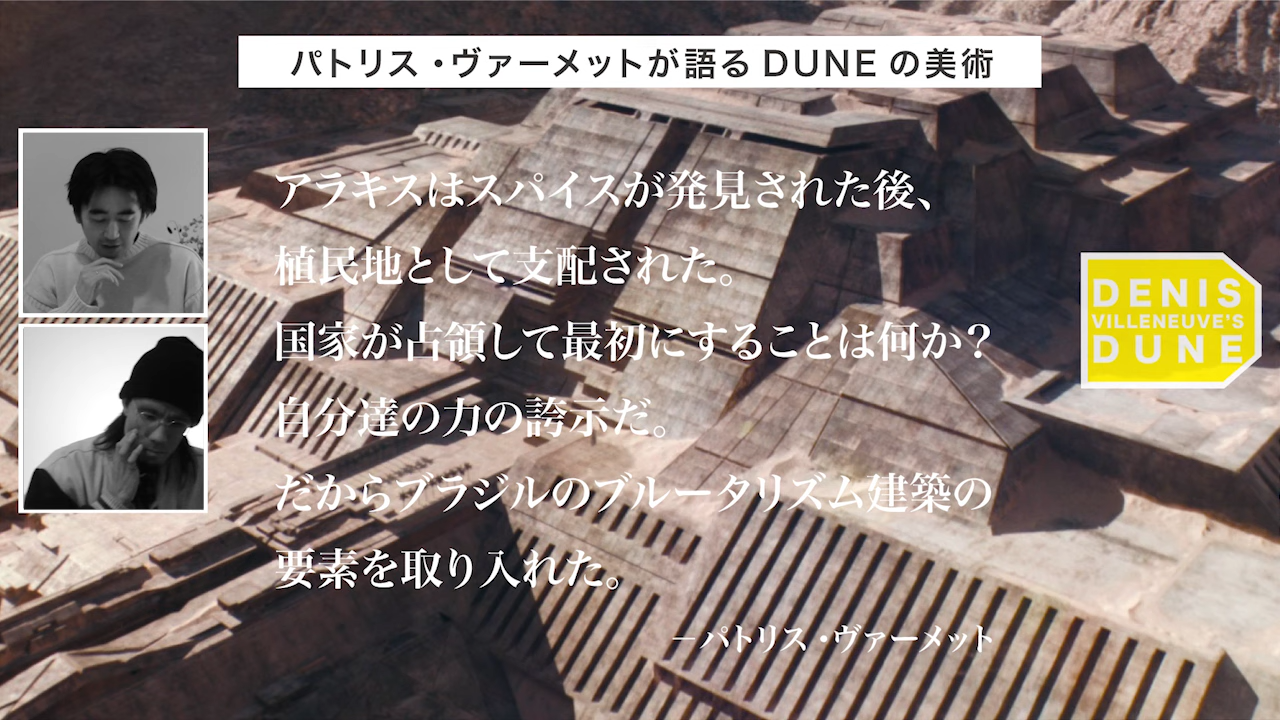 パトリス・ヴァーメットが語る DUNE の美術
アラキスはスパイスが発見された後、
植民地として支配された。
国家が占領して最初にすることは何か？
自分達の力の誇示だ。
だからブラジルのブルータリズム建築の
要素を取り入れた。
－パトリス・ヴァーメット
DENIS
VILLENEUVE'S
DUNE